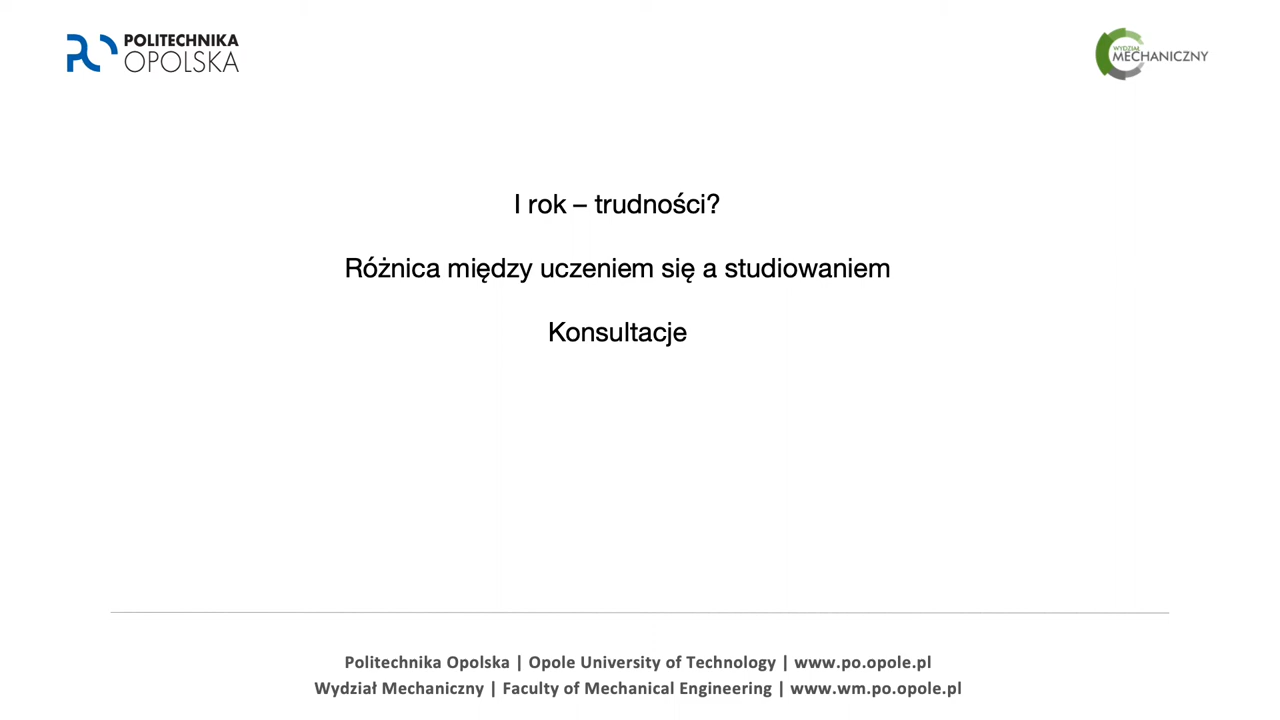 POLITECHNIKA
OPOLSKA
WYDZIAŁ
MECHANICZNY
I rok – trudności?
Różnica między uczeniem się a studiowaniem
Konsultacje
Politechnika Opolska | Opole University of Technology | www.po.opole.pl
Wydział Mechaniczny | Faculty of Mechanical Engineering | www.wm.po.opole.pl